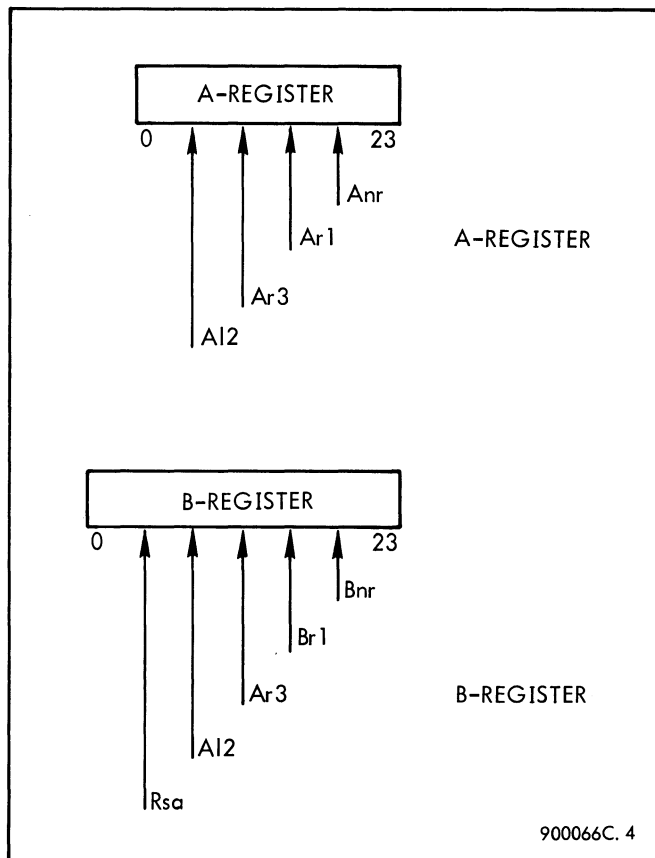 A-REGISTER
0 23
Anr
Ar1 A-REGISTER
Ar3
Al2
B-REGISTER
0 23
Bnr
Br1
Ar3 B-REGISTER
Al2
Rsa
900066C. 4